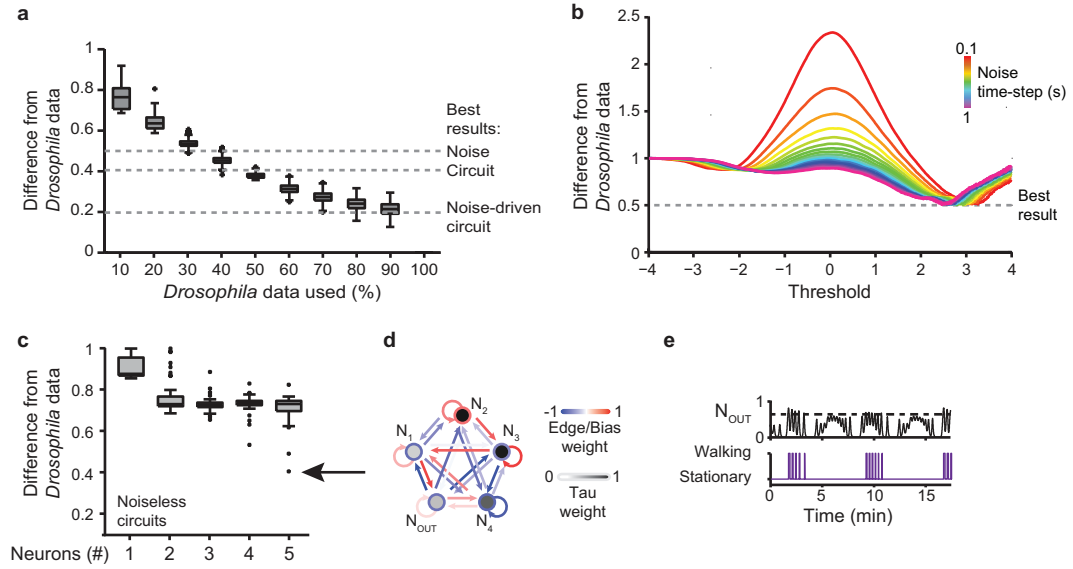 a
Difference from
Drosophila data
1
0.8
0.6
0.4
0.2
0
Best
results:
Noise
Circuit
Noise-driven
circuit
10 20 30 40 50 60 70 80 90 100
Drosophila data used (%)
b
Difference from
Drosophila data
2.5
2.0
1.5
1.0
0.5
0
0.1
Noise
time-step (s)
1
Best
result
−4 −3 −2 −1 0 1 2 3 4
Threshold
c
Difference from
Drosophila data
1
0.8
0.6
0.4
0.2
Noiseless
circuits
Neurons (#) 1 2 3 4 5
d
N2
N1
N3
NOUT
N4
-1 1
Edge/Bias
weight
0 1
Tau
weight
e
NOUT
1
0
Walking
Stationary
0 5 10 15
Time (min)